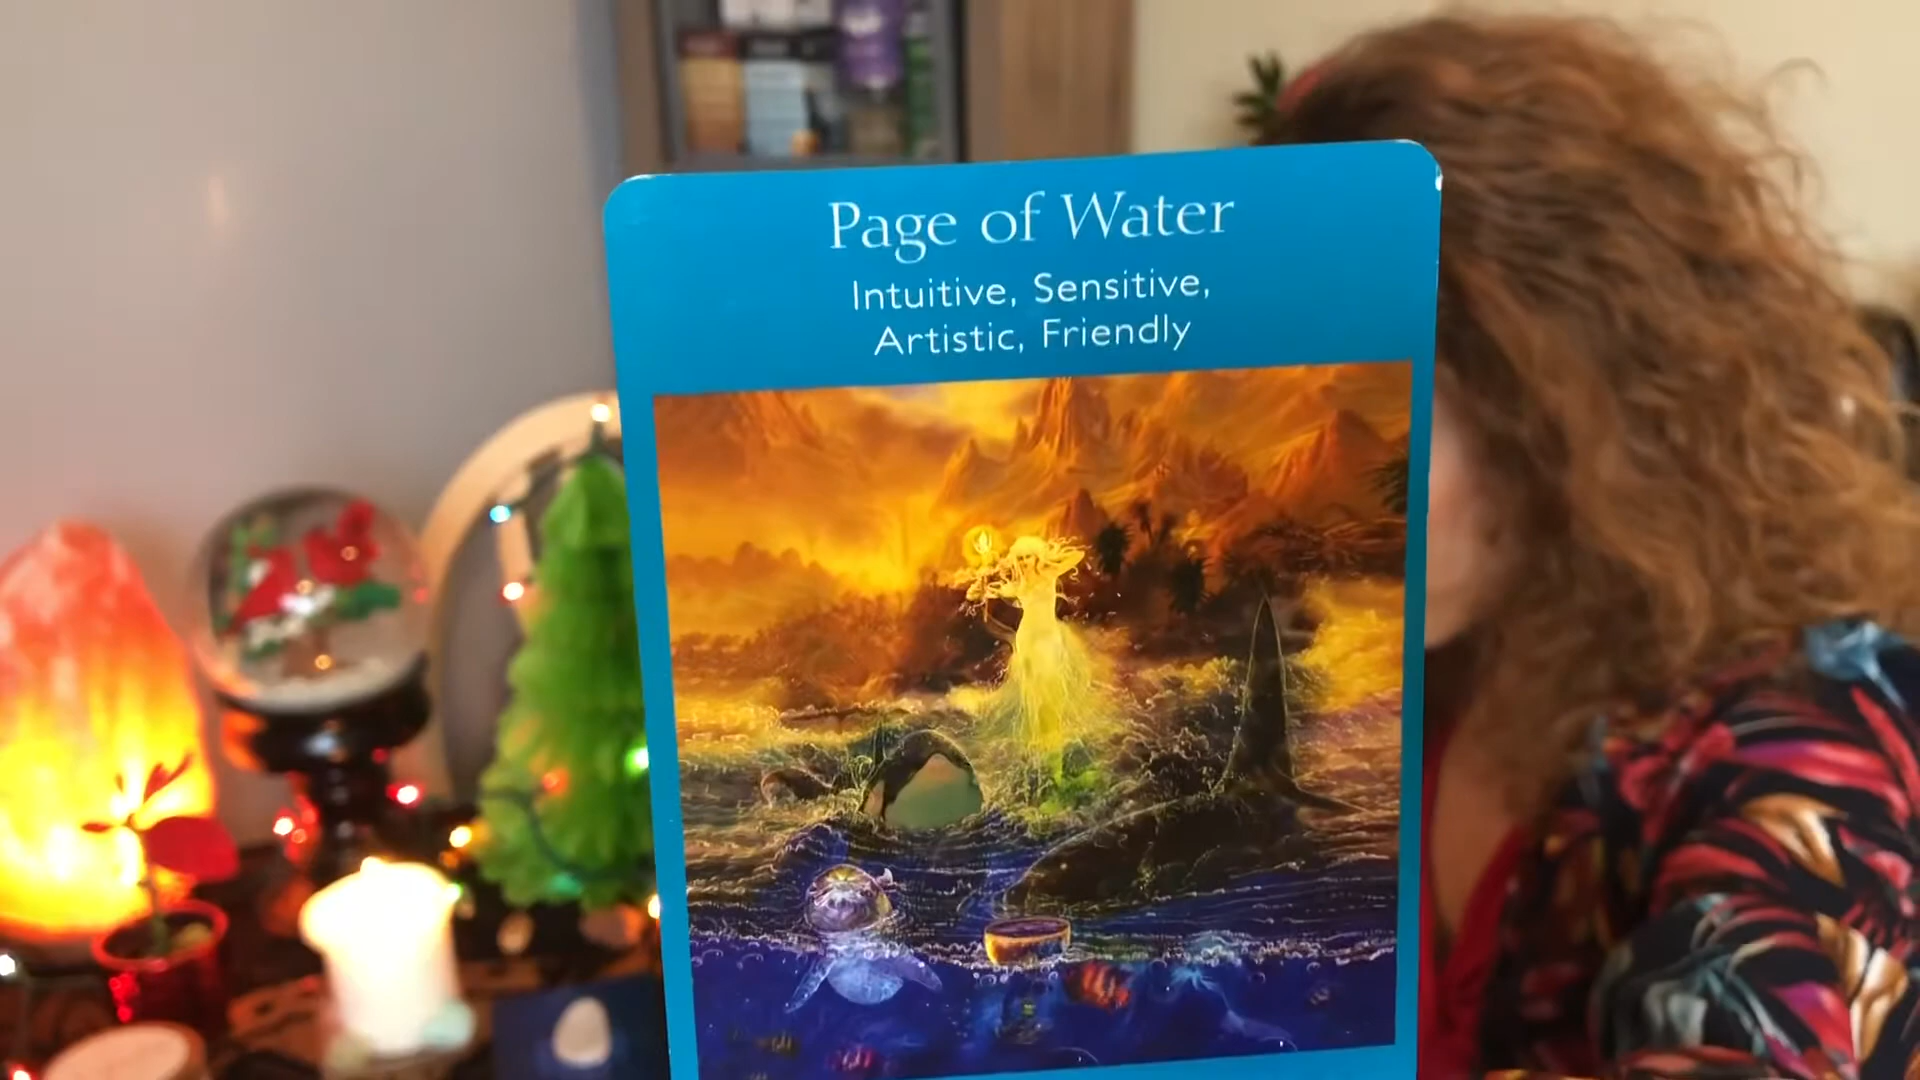 Page of Water
Intuitive, Sensitive,
Artistic, Friendly